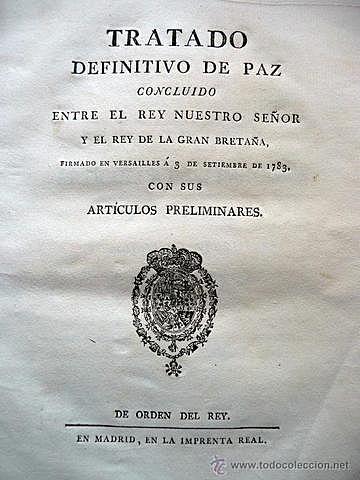 TRATADO
DEFINITIVO DE PAZ
CONCLUIDO
ENTRE EL REY NUESTRO SEÑOR
Y EL REY DE LA GRAN BRETAÑA,
FIRMADO EN VERSAILLES Á 3 DE SETIEMBRE DE 1783,
CON SUS
ARTÍCULOS PRELIMINARES.
DE ORDEN DEL REY.
EN MADRID, EN LA IMPRENTA REAL.
© www.todocoleccion.net